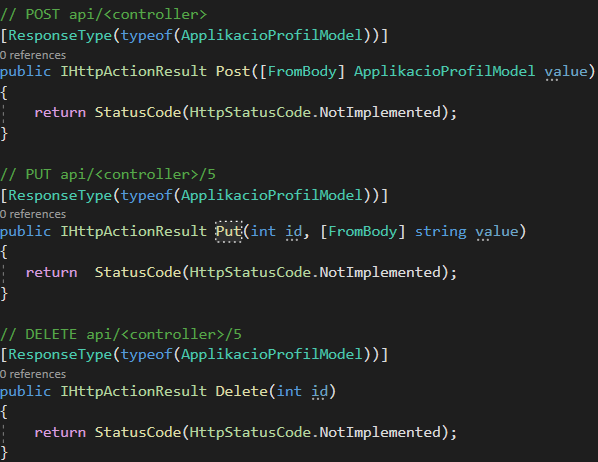 // POST api/<controller>
[ResponseType(typeof(ApplikacioProfilModel))]
0 references
public IHttpActionResult Post([FromBody] ApplikacioProfilModel value)
{
    return StatusCode(HttpStatusCode.NotImplemented);
}

// PUT api/<controller>/5
[ResponseType(typeof(ApplikacioProfilModel))]
0 references
public IHttpActionResult Put(int id, [FromBody] string value)
{
   return  StatusCode(HttpStatusCode.NotImplemented);
}

// DELETE api/<controller>/5
[ResponseType(typeof(ApplikacioProfilModel))]
0 references
public IHttpActionResult Delete(int id)
{
    return StatusCode(HttpStatusCode.NotImplemented);
}